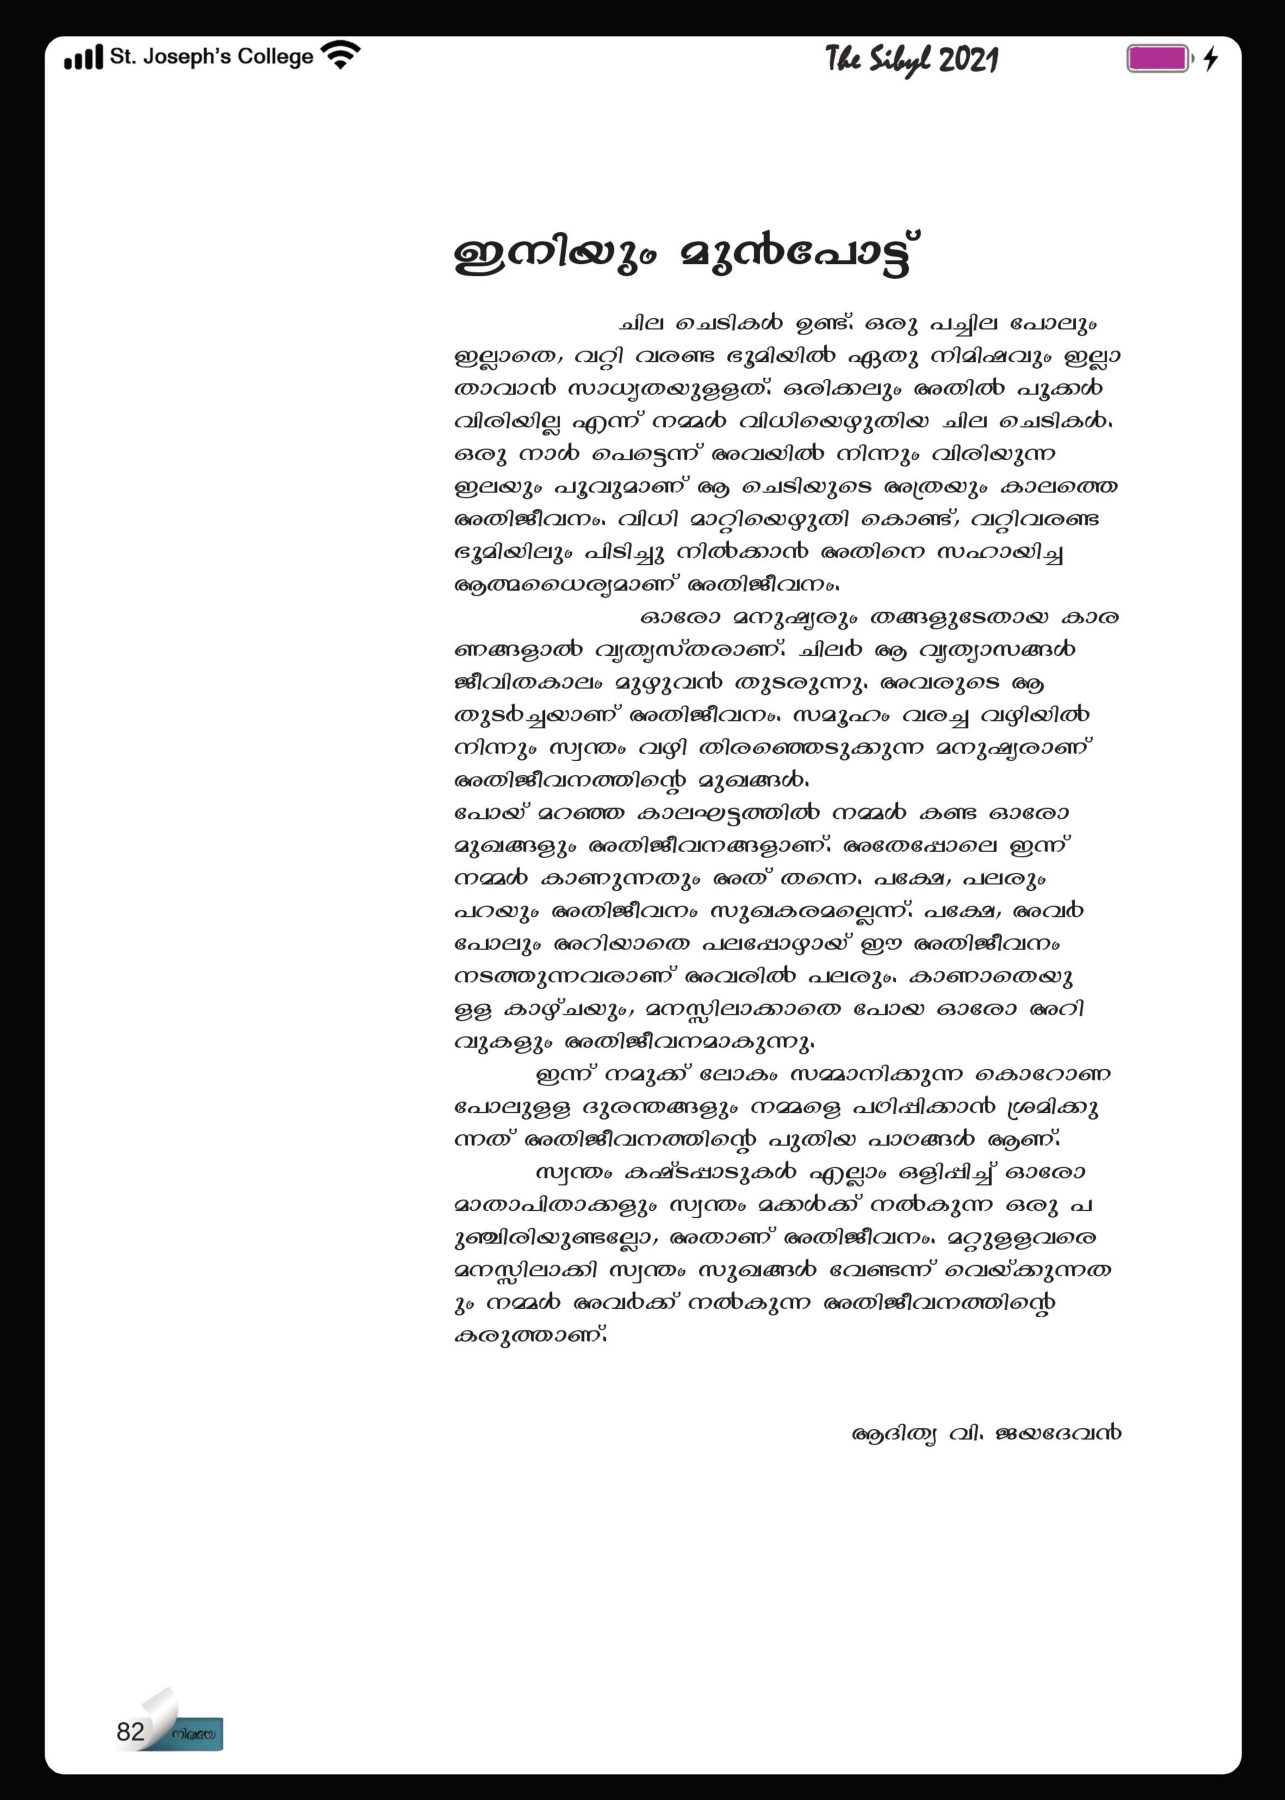 St. Joseph's College
The Sibyl 2021
ഇനിയും മുൻപോട്ട്
ചില ചെടികൾ ഉണ്ട്. ഒരു പച്ചില പോലും
ഇല്ലാതെ, വറ്റി വരണ്ട ഭൂമിയിൽ ഏതു നിമിഷവും ഇല്ലാ
താവാൻ സാധ്യതയുളളത്. ഒരിക്കലും അതിൽ പൂക്കൾ
വിരിയില്ല എന്ന് നമ്മൾ വിധിയെഴുതിയ ചില ചെടികൾ.
ഒരു നാൾ പെട്ടെന്ന് അവയിൽ നിന്നും വിരിയുന്ന
ഇലയും പൂവുമാണ് ആ ചെടിയുടെ അത്രയും കാലത്തെ
അതിജീവനം. വിധി മാറ്റിയെഴുതി കൊണ്ട്, വറ്റിവരണ്ട
ഭൂമിയിലും പിടിച്ചു നിൽക്കാൻ അതിനെ സഹായിച്ച
ആത്മധൈര്യമാണ് അതിജീവനം.
ഓരോ മനുഷ്യരും തങ്ങളുടേതായ കാര
ണങ്ങളാൽ വ്യത്യസ്തരാണ്. ചിലർ ആ വ്യത്യാസങ്ങൾ
ജീവിതകാലം മുഴുവൻ തുടരുന്നു. അവരുടെ ആ
തുടർച്ചയാണ് അതിജീവനം. സമൂഹം വരച്ച വഴിയിൽ
നിന്നും സ്വന്തം വഴി തിരഞ്ഞെടുക്കുന്ന മനുഷ്യരാണ്
അതിജീവനത്തിന്റെ മുഖങ്ങൾ.
പോയ് മറഞ്ഞ കാലഘട്ടത്തിൽ നമ്മൾ കണ്ട ഓരോ
മുഖങ്ങളും അതിജീവനങ്ങളാണ്. അതേപ്പോലെ ഇന്ന്
നമ്മൾ കാണുന്നതും അത് തന്നെ. പക്ഷേ, പലരും
പറയും അതിജീവനം സുഖകരമല്ലെന്ന്. പക്ഷേ, അവർ
പോലും അറിയാതെ പലപ്പോഴായ് ഈ അതിജീവനം
നടത്തുന്നവരാണ് അവരിൽ പലരും. കാണാതെയു
ളള കാഴ്ചയും, മനസ്സിലാക്കാതെ പോയ ഓരോ അറി
വുകളും അതിജീവനമാകുന്നു.
ഇന്ന് നമുക്ക് ലോകം സമ്മാനിക്കുന്ന കൊറോണ
പോലുളള ദുരന്തങ്ങളും നമ്മളെ പഠിപ്പിക്കാൻ ശ്രമിക്കു
ന്നത് അതിജീവനത്തിന്റെ പുതിയ പാഠങ്ങൾ ആണ്.
സ്വന്തം കഷ്ടപ്പാടുകൾ എല്ലാം ഒളിപ്പിച്ച് ഓരോ
മാതാപിതാക്കളും സ്വന്തം മക്കൾക്ക് നൽകുന്ന ഒരു പ
ുഞ്ചിരിയുണ്ടല്ലോ, അതാണ് അതിജീവനം. മറ്റുളളവരെ
മനസ്സിലാക്കി സ്വന്തം സുഖങ്ങൾ വേണ്ടന്ന് വെയ്ക്കുന്നത
ും നമ്മൾ അവർക്ക് നൽകുന്ന അതിജീവനത്തിന്റെ
കരുത്താണ്.
ആദിത്യ വി. ജയദേവൻ
82